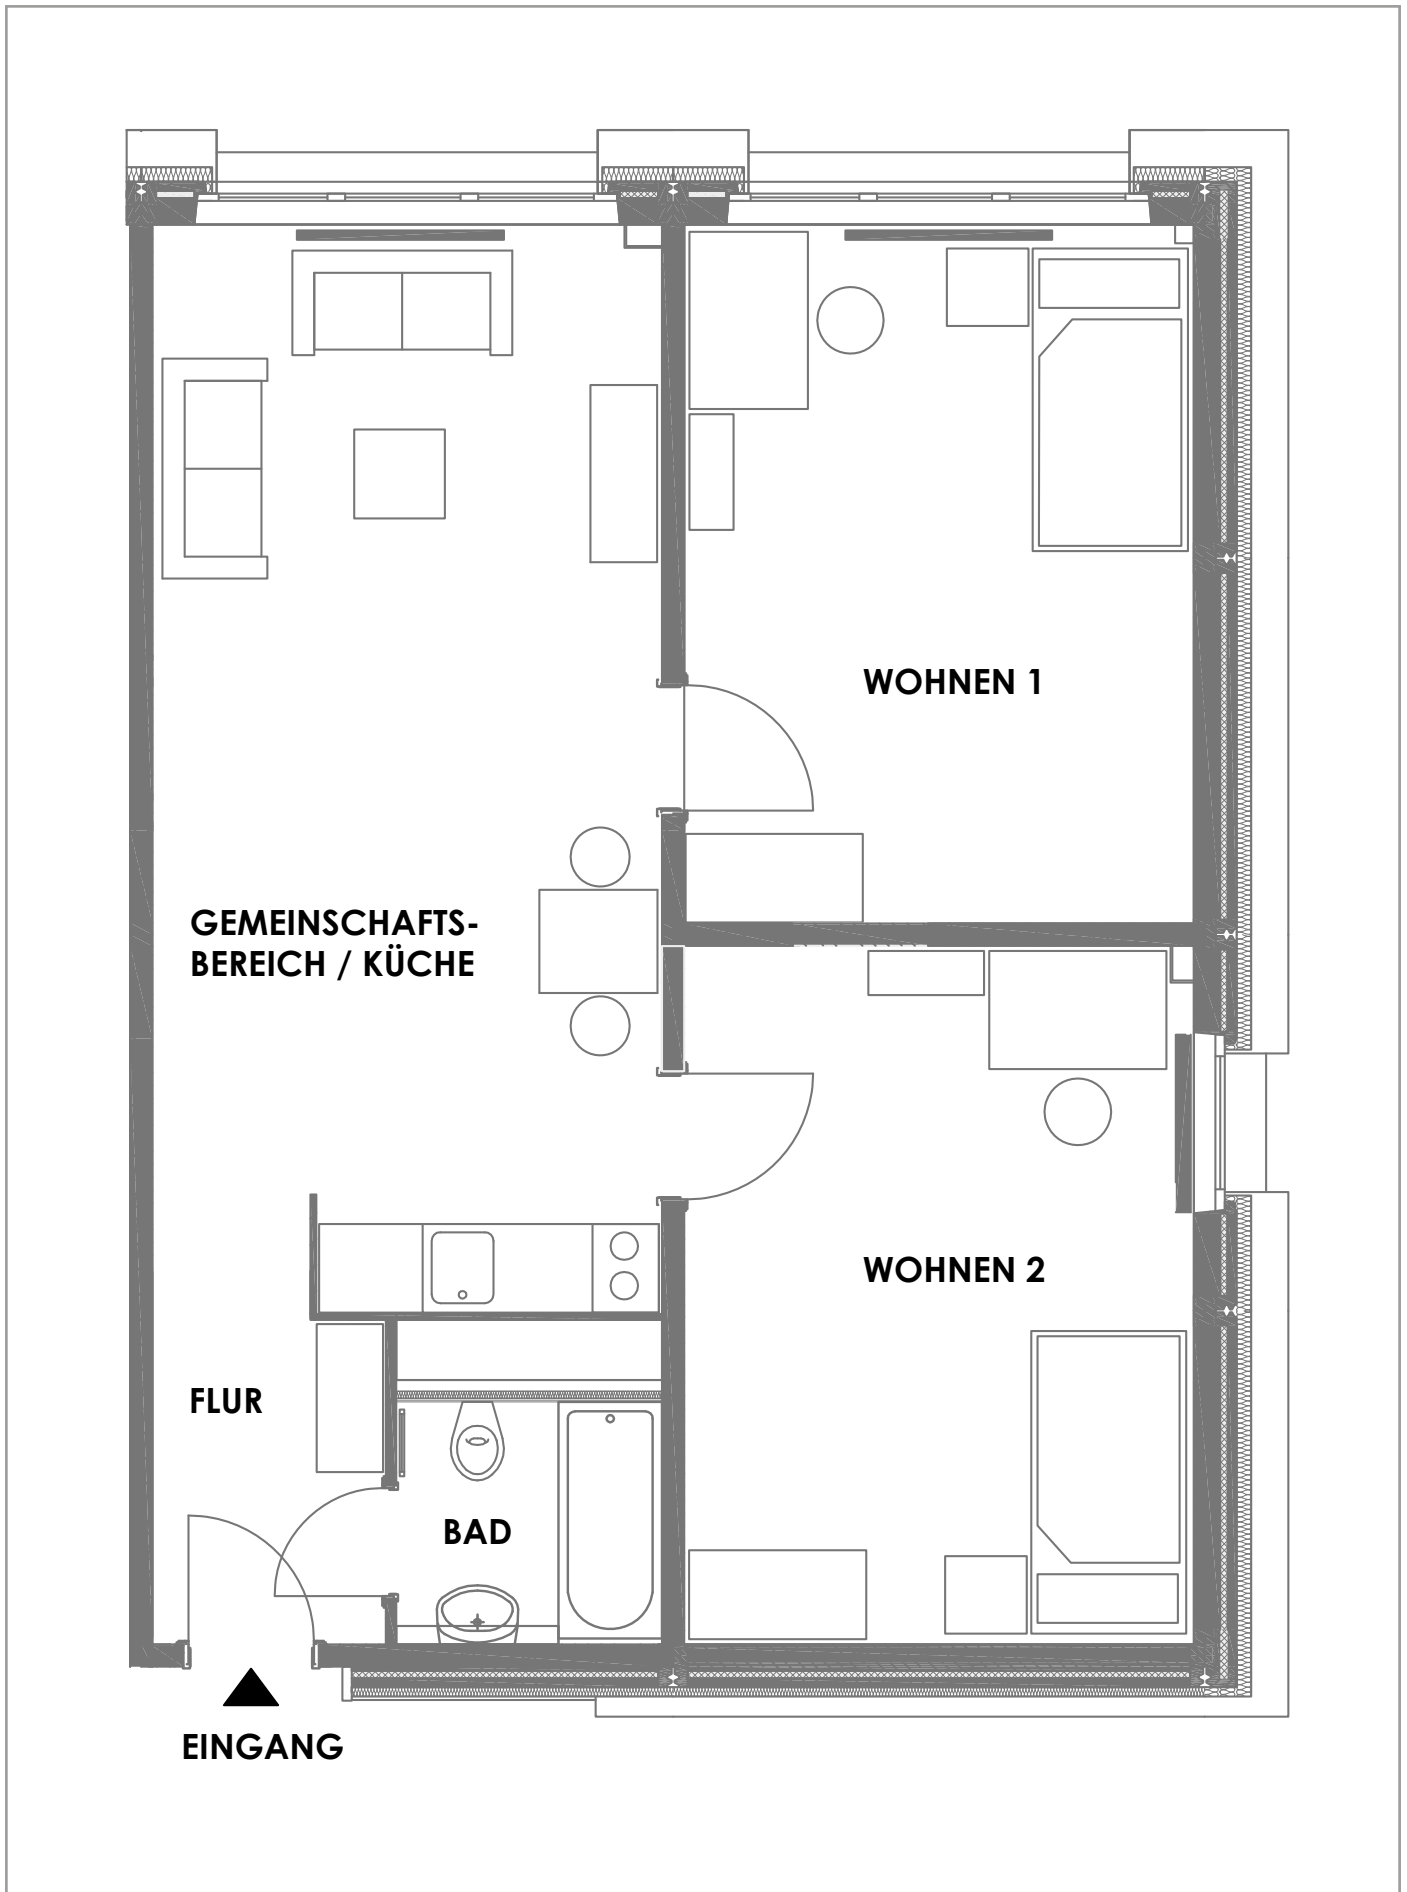 WOHNEN 1
GEMEINSCHAFTS-
BEREICH / KÜCHE
WOHNEN 2
FLUR
BAD
EINGANG